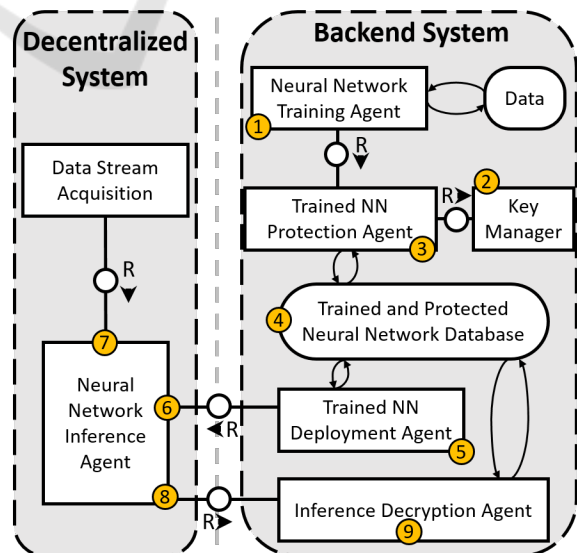 Decentralized
System
Backend System
Neural Network
Training Agent
Data
1
R
Data Stream
Acquisition
2
R
Trained NN
Protection Agent
Key
Manager
3
R
4
Trained and Protected
Neural Network Database
7
Neural
Network
Inference
Agent
6
R
Trained NN
Deployment Agent
5
8
R
Inference Decryption Agent
9